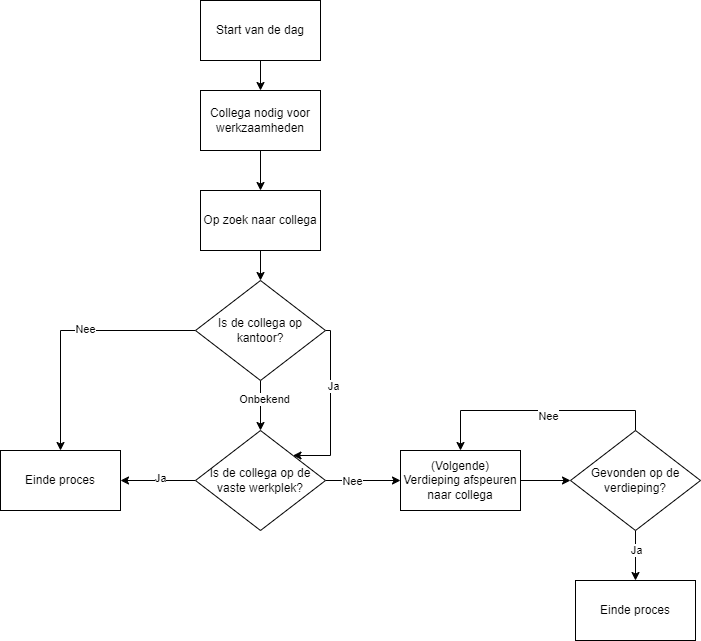 Start van de dag
Collega nodig voor
werkzaamheden
Op zoek naar collega
Is de collega op
kantoor?
Nee
Ja
Onbekend
Is de collega op de
vaste werkplek?
Ja
Einde proces
Nee
(Volgende)
Verdieping afspeuren
naar collega
Nee
Gevonden op de
verdieping?
Ja
Einde proces